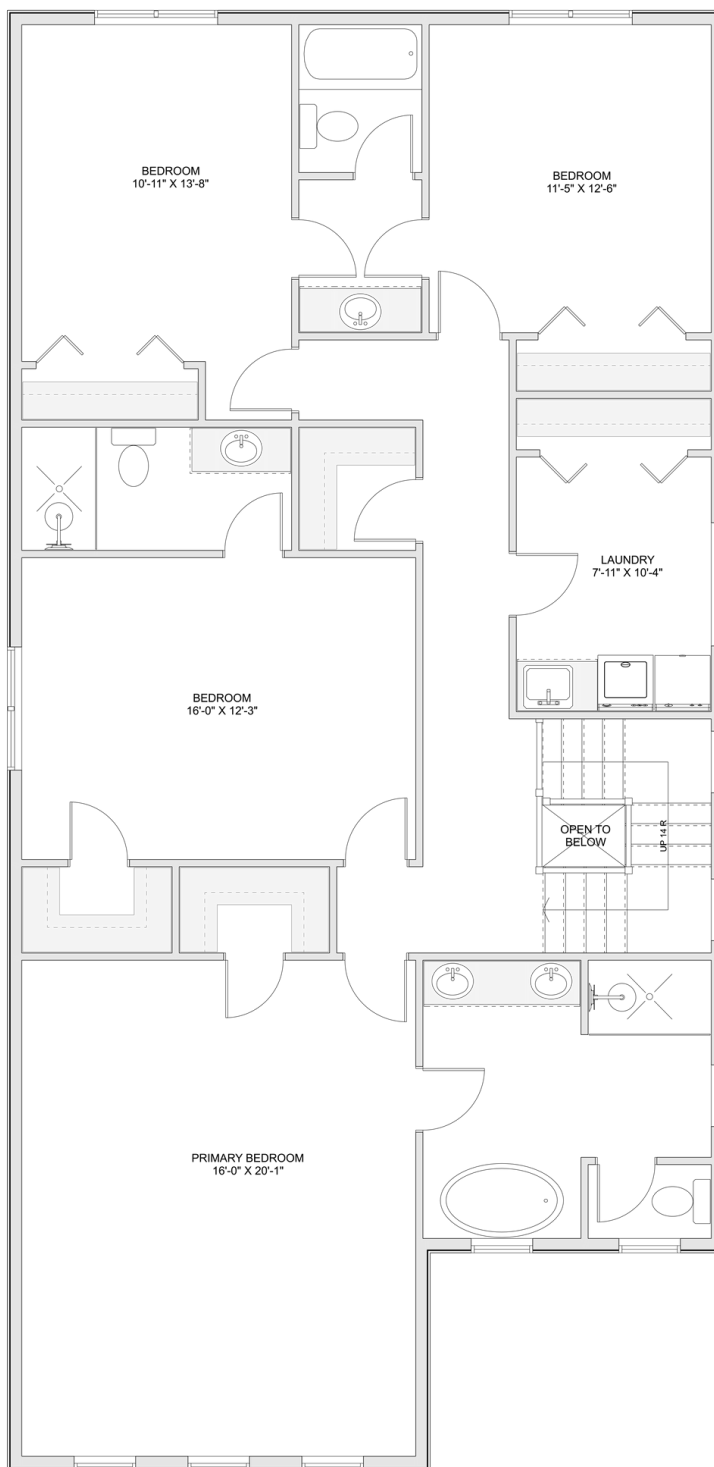 BEDROOM
10'-11" X 13'-8"
BEDROOM
11'-5" X 12'-6"
LAUNDRY
7'-11" X 10'-4"
BEDROOM
16'-0" X 12'-3"
OPEN TO
BELOW
UP 14 R
PRIMARY BEDROOM
16'-0" X 20'-1"